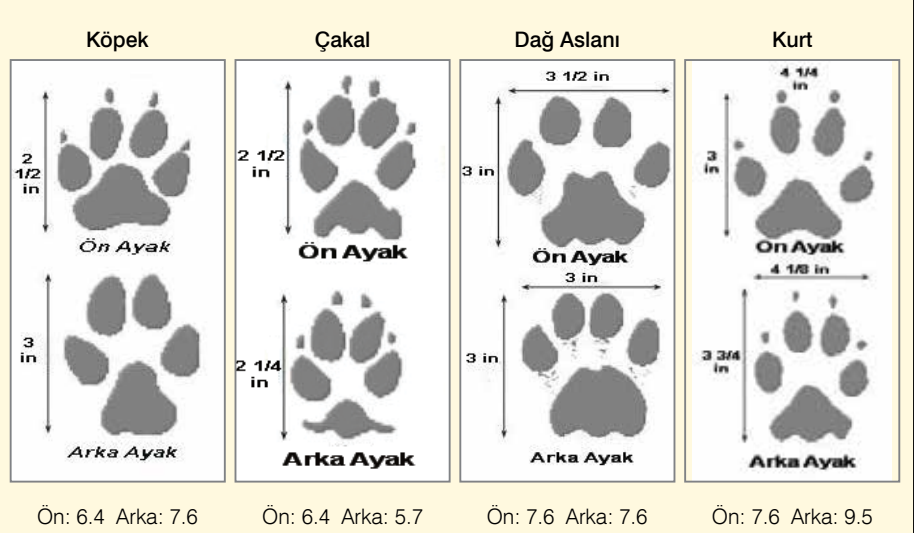 Köpek
Çakal
Dağ Aslanı
Kurt
2
1/2
in
Ön Ayak
3
in
Arka Ayak
2 1/2
in
Ön Ayak
2 1/4
in
Arka Ayak
3 1/2 in
3 in
Ön Ayak
3 in
3 in
Arka Ayak
4 1/4
in
3
in
Ön Ayak
4 1/8 in
3 3/4
in
Arka Ayak
Ön: 6.4 Arka: 7.6
Ön: 6.4 Arka: 5.7
Ön: 7.6 Arka: 7.6
Ön: 7.6 Arka: 9.5